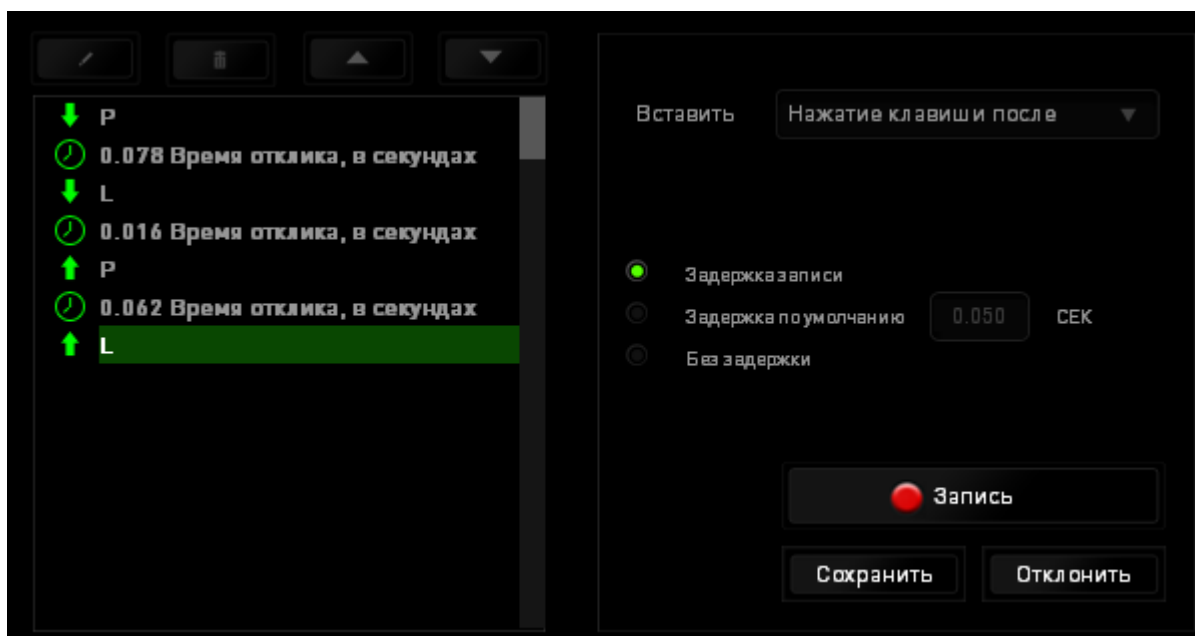 P
0.078 Время отклика, в секундах
L
0.016 Время отклика, в секундах
P
0.062 Время отклика, в секундах
L
Вставить Нажатие клавиши после
Задержка записи
Задержка по умолчанию 0.050 СЕК
Без задержки
Запись
Сохранить Отклонить